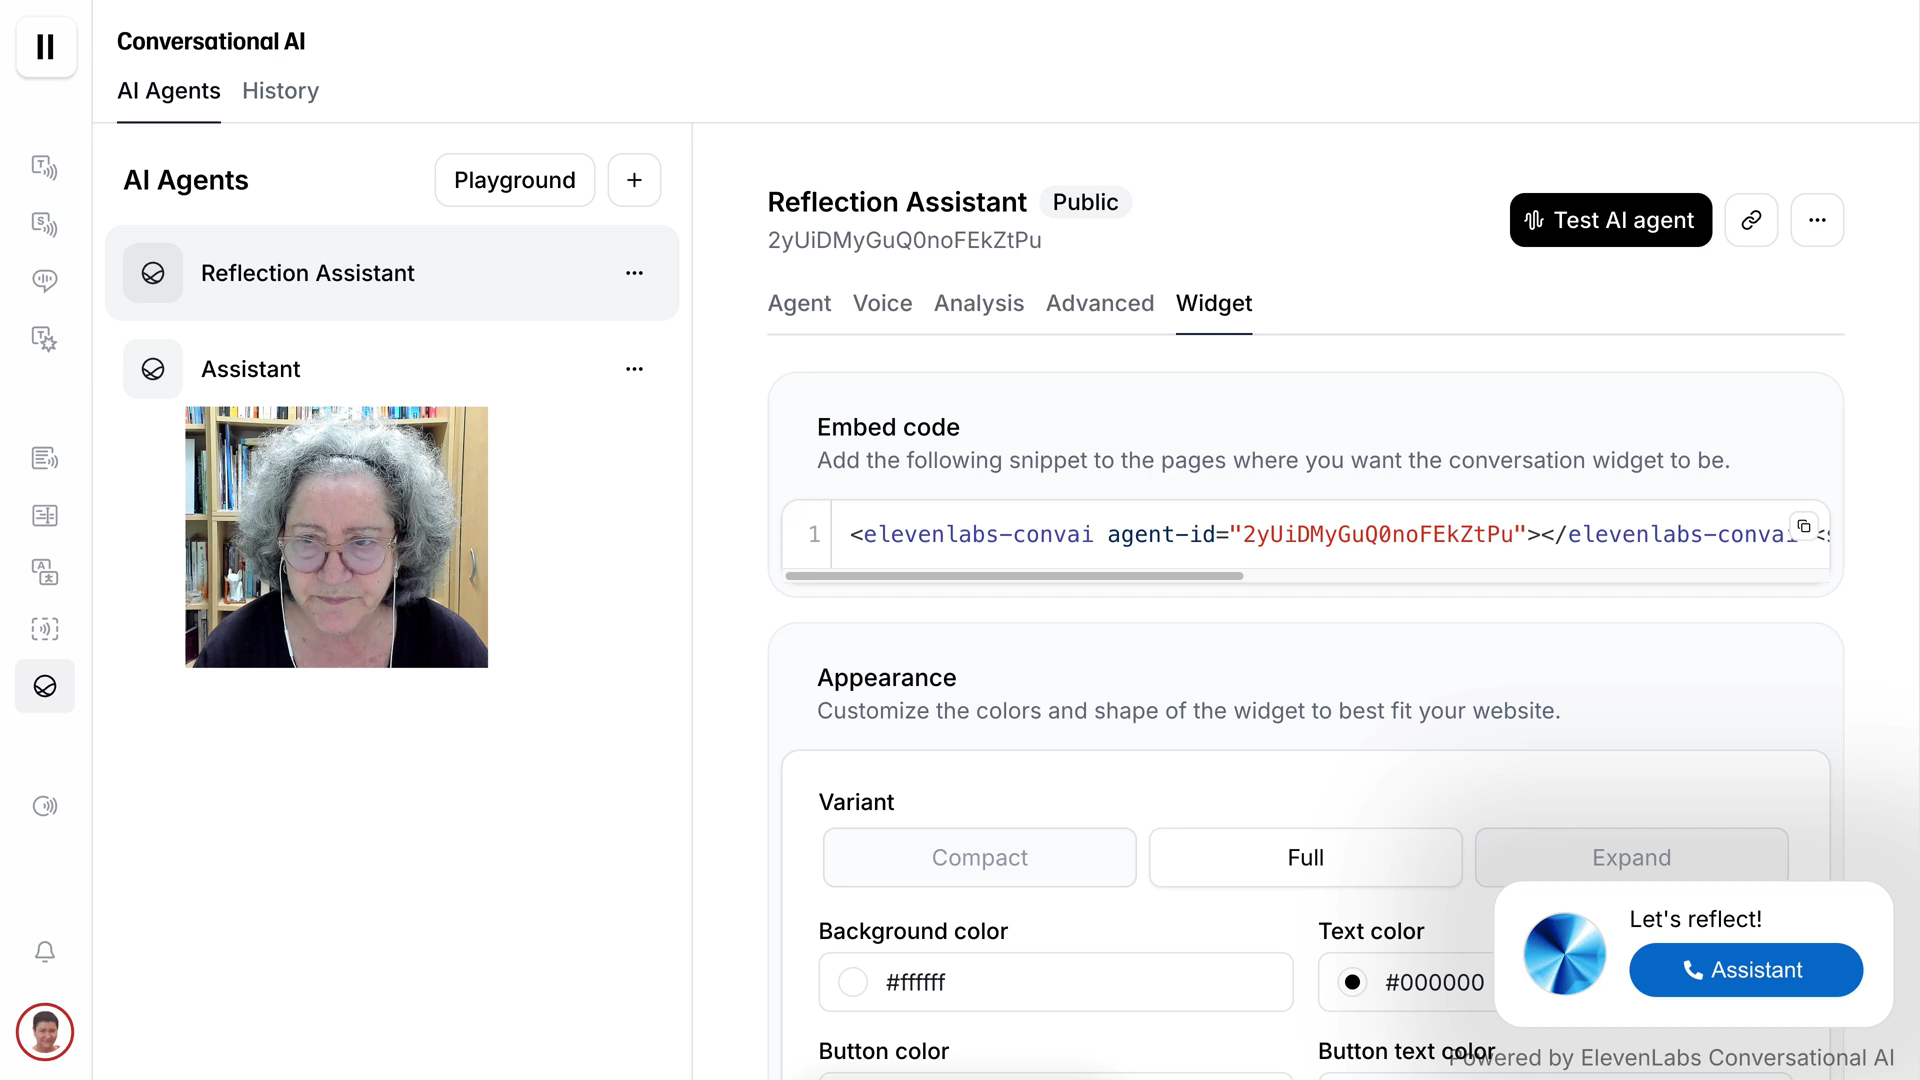 Conversational AI
AI Agents
History
AI Agents
Playground
+
Reflection Assistant
Assistant
Reflection Assistant
Public
2yUiDMyGuQ0noFEkZtPu
Test AI agent
Agent
Voice
Analysis
Advanced
Widget
Embed code
Add the following snippet to the pages where you want the conversation widget to be.
1
<elevenlabs-convai agent-id="2yUiDMyGuQ0noFEkZtPu"></elevenlabs-convai
Appearance
Customize the colors and shape of the widget to best fit your website.
Variant
Compact
Full
Expand
Background color
#ffffff
Text color
#000000
Let's reflect!
Assistant
Button color
Button text color
Powered by ElevenLabs Conversational AI